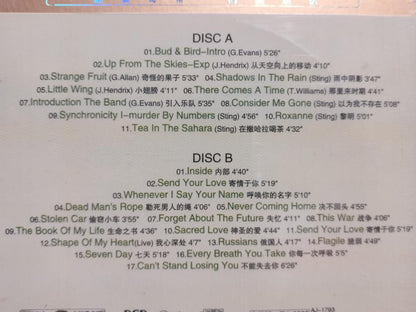 DISC A
01.Bud & Bird–Intro (G.Evans) 5'26"
02.Up From The Skies–Exp (J.Hendrix) 从天空向上的移动 4'10"
03.Strange Fruit (G.Allan) 奇怪的果子 5'33" 04.Shadows In The Rain (Sting) 雨中阴影 3'47"
05.Little Wing (J.Hendrix) 小翅膀 4'11" 06.There Comes A Time (T.Williams) 那里来时期 4'41"
07.Introduction The Band (G.Evans) 引入乐队 5'35" 08.Consider Me Gone (Sting) 以为我不存在 5'08"
09.Synchronicity I–murder By Numbers (Sting) 4'56" 10.Roxanne (Sting) 黎明 5'01"
11.Tea In The Sahara (Sting) 在撒哈拉喝茶 4'32"
DISC B
01.Inside 内部 4'40"
02.Send Your Love 寄情于你 5'19"
03.Whenever I Say Your Name 呼唤你的名字 5'10"
04.Dead Man's Rope 勒死男人的绳 4'06" 05.Never Coming Home 决不回头 4'55"
06.Stolen Car 偷窃小车 3'55" 07.Forget About The Future 失忆 4'11" 08.This War 战争 4'06"
09.The Book Of My Life 生命之书 4'36" 10.Sacred Love 神圣的爱 4'44" 11.Send Your Love 寄情于你 5'19"
12.Shape Of My Heart(Live) 我心深处 4'7" 13.Russians 俄国人 4'17" 14.Flagile 脆弱 4'49"
15.Seven Day 七天 5'18" 16.Every Breath You Take 你每一次呼吸 5'5"
17.Can't Stand Losing You 不能失去你 6'26"